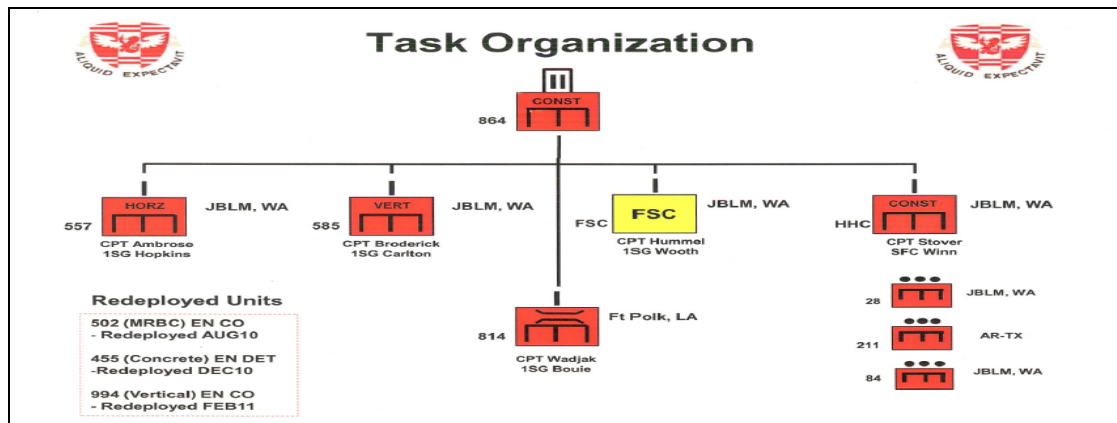 Task Organization
ALIQUID EXPECTAVIT
ALIQUID EXPECTAVIT
CONST
864
HORZ
557
JBLM, WA
CPT Ambrose
1SG Hopkins
VERT
585
JBLM, WA
CPT Broderick
1SG Carlton
FSC
FSC
JBLM, WA
CPT Hummel
1SG Wooth
CONST
HHC
JBLM, WA
CPT Stover
SFC Winn
814
Ft Polk, LA
CPT Wadjak
1SG Bouie
28
JBLM, WA
211
AR-TX
84
JBLM, WA
Redeployed Units
502 (MRBC) EN CO
- Redeployed AUG10
455 (Concrete) EN DET
-Redeployed DEC10
994 (Vertical) EN CO
- Redeployed FEB11